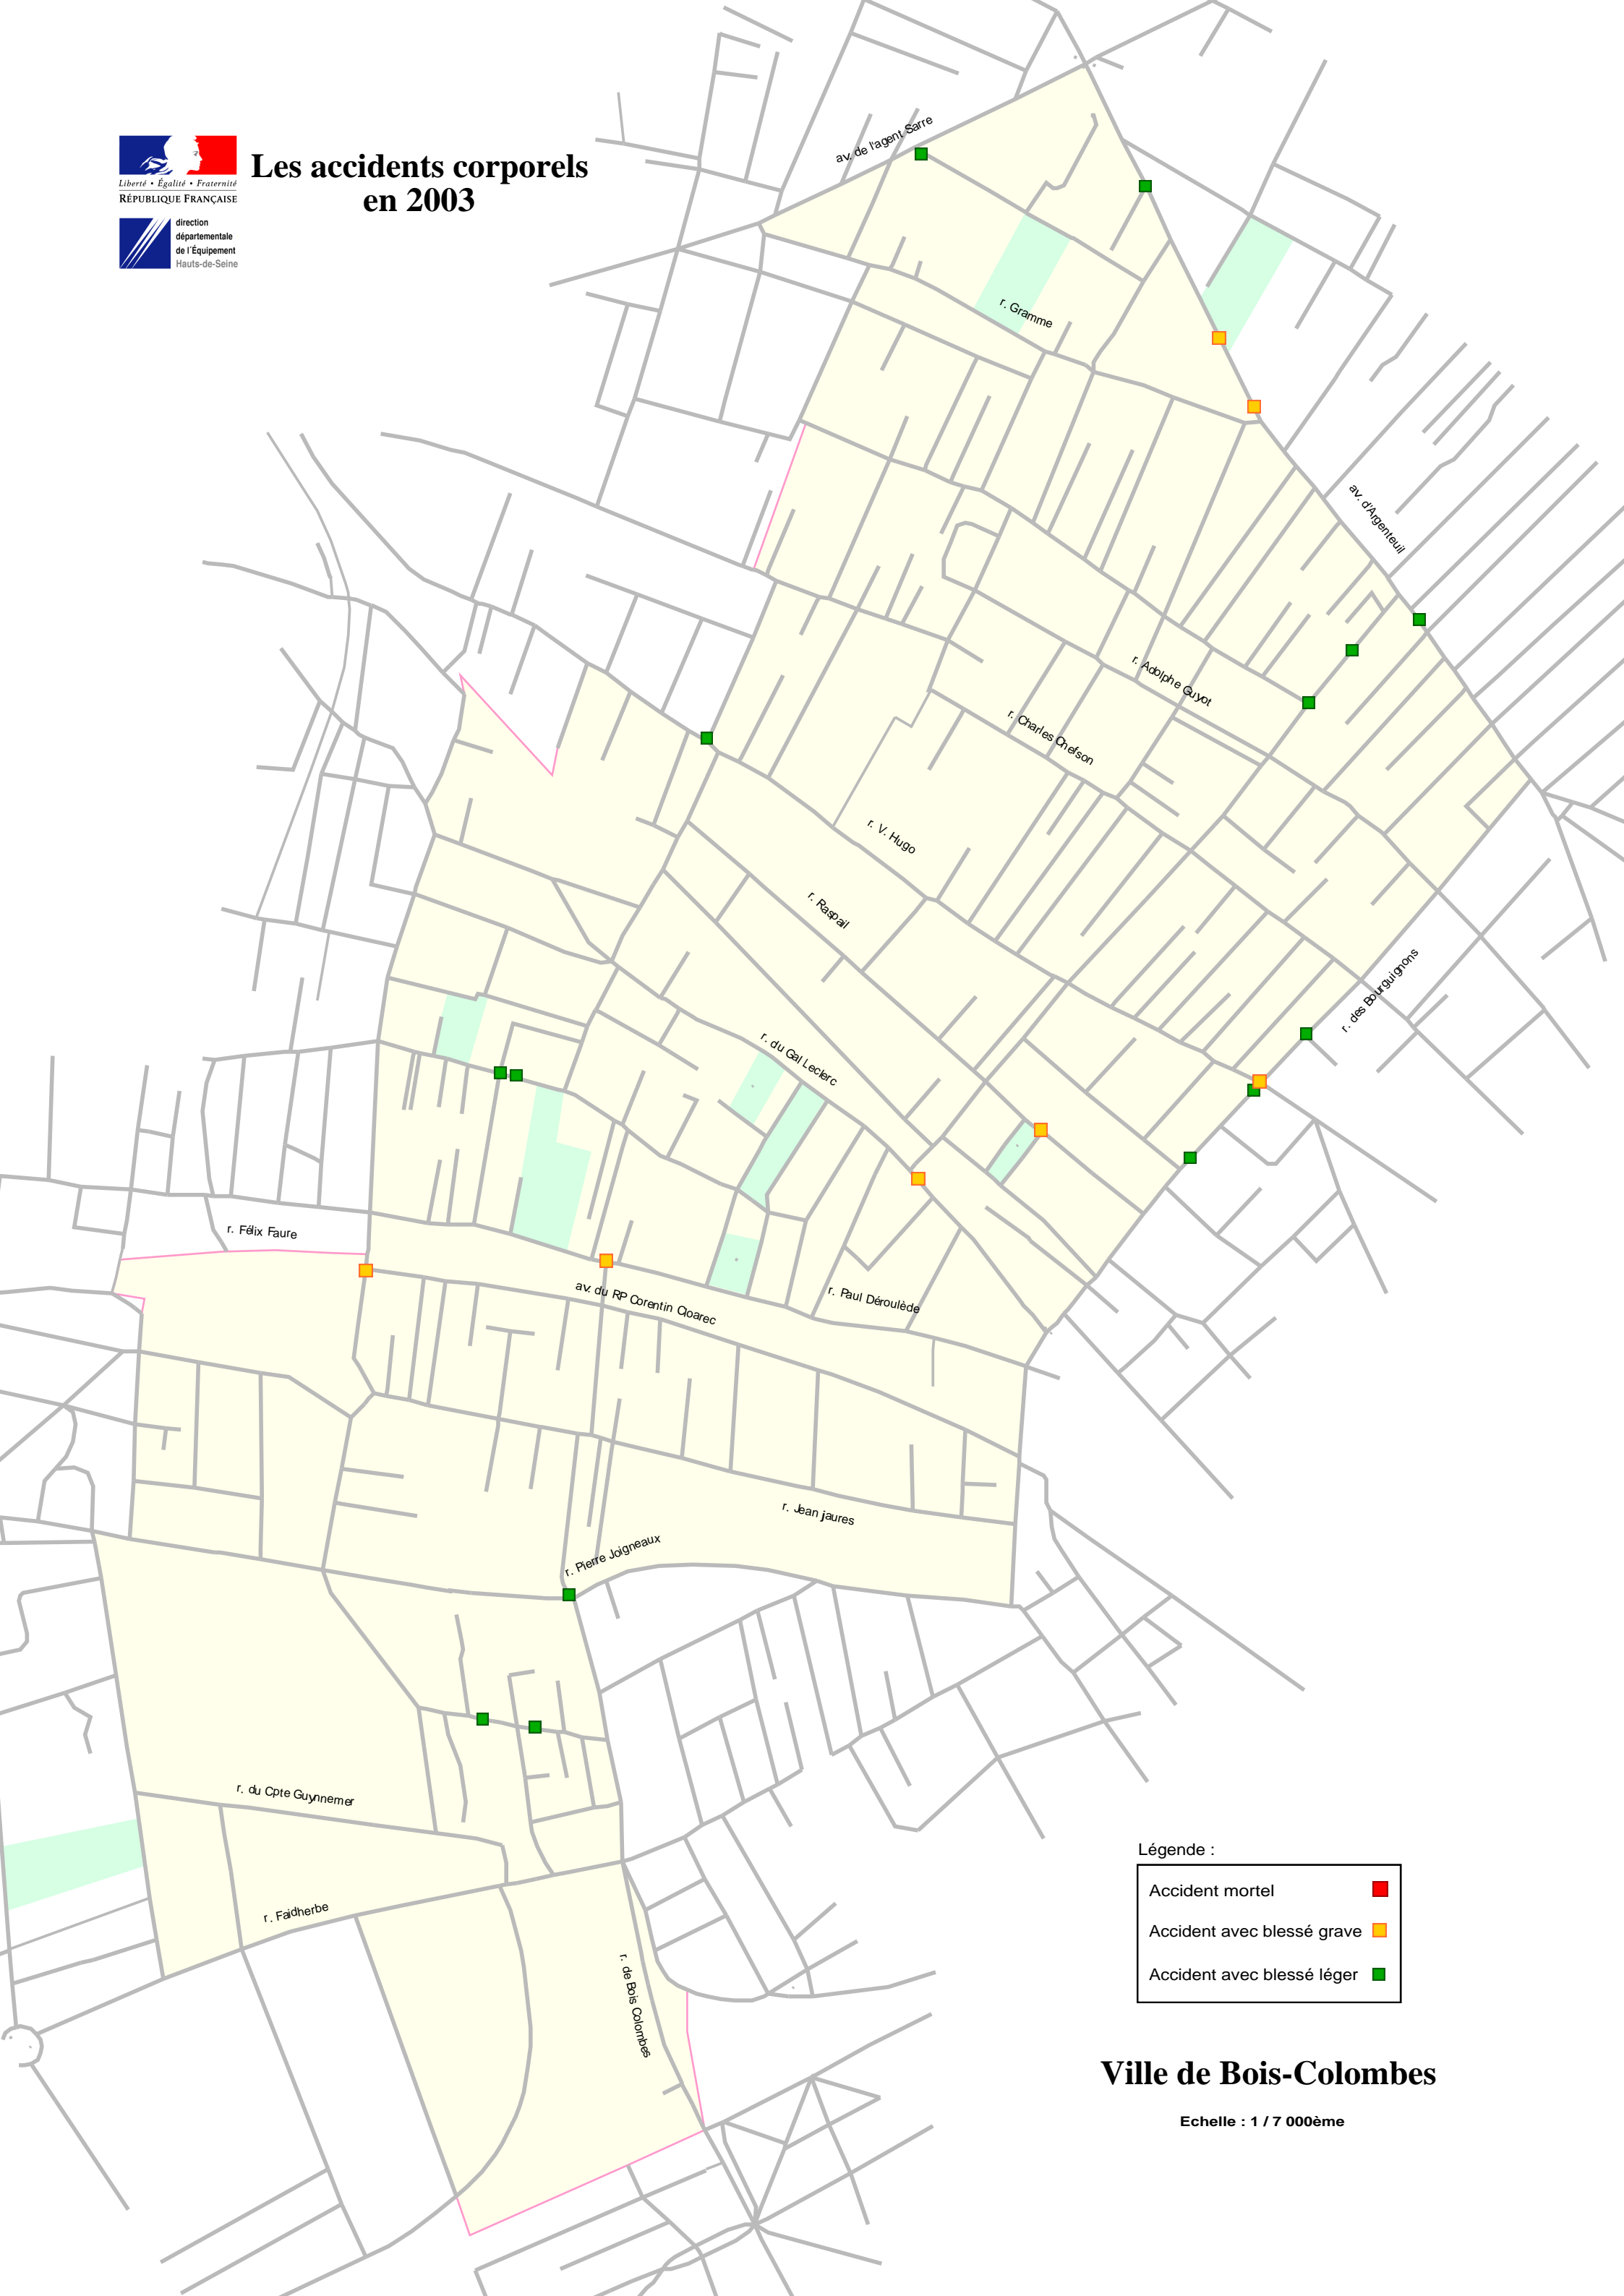 Liberté • Égalité • Fraternité
RÉPUBLIQUE FRANÇAISE
direction
départementale
de l'Équipement
Hauts-de-Seine
Les accidents corporels
en 2003
av. de l'agent Sarre
r. Gramme
av. d'Argenteuil
r. Adolphe Guyot
r. Charles Chefson
r. V. Hugo
r. Raspail
r. des Bourguignons
r. du Gal Leclerc
r. Félix Faure
av. du RP Corentin Cloarec
r. Paul Déroulède
r. Jean jaures
r. Pierre Joigneaux
r. du Cpte Guynnemer
r. Faidherbe
r. de Bois Colombes
Légende :
Accident mortel
Accident avec blessé grave
Accident avec blessé léger
Ville de Bois-Colombes
Echelle : 1 / 7 000ème